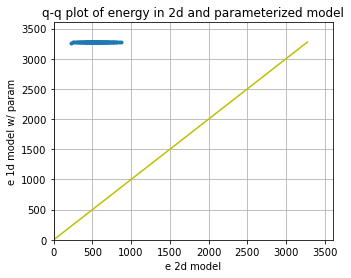 q-q plot of energy in 2d and parameterized model
3500
3000
2500
2000
1500
1000
500
0
e 1d model w/ param
0 500 1000 1500 2000 2500 3000 3500
e 2d model